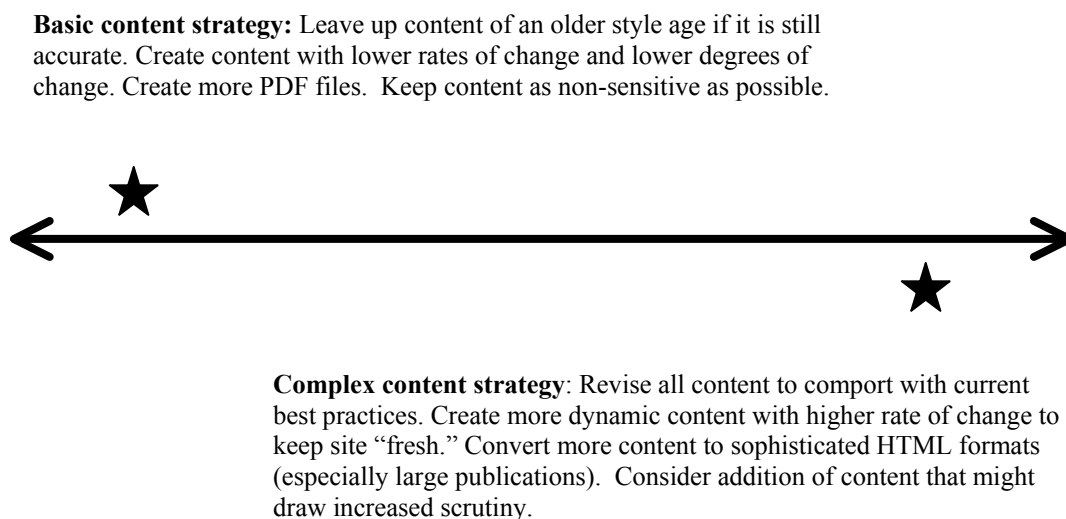 Basic content strategy: Leave up content of an older style age if it is still
accurate. Create content with lower rates of change and lower degrees of
change. Create more PDF files.  Keep content as non-sensitive as possible.
Complex content strategy: Revise all content to comport with current
best practices. Create more dynamic content with higher rate of change to
keep site “fresh.” Convert more content to sophisticated HTML formats
(especially large publications).  Consider addition of content that might
draw increased scrutiny.